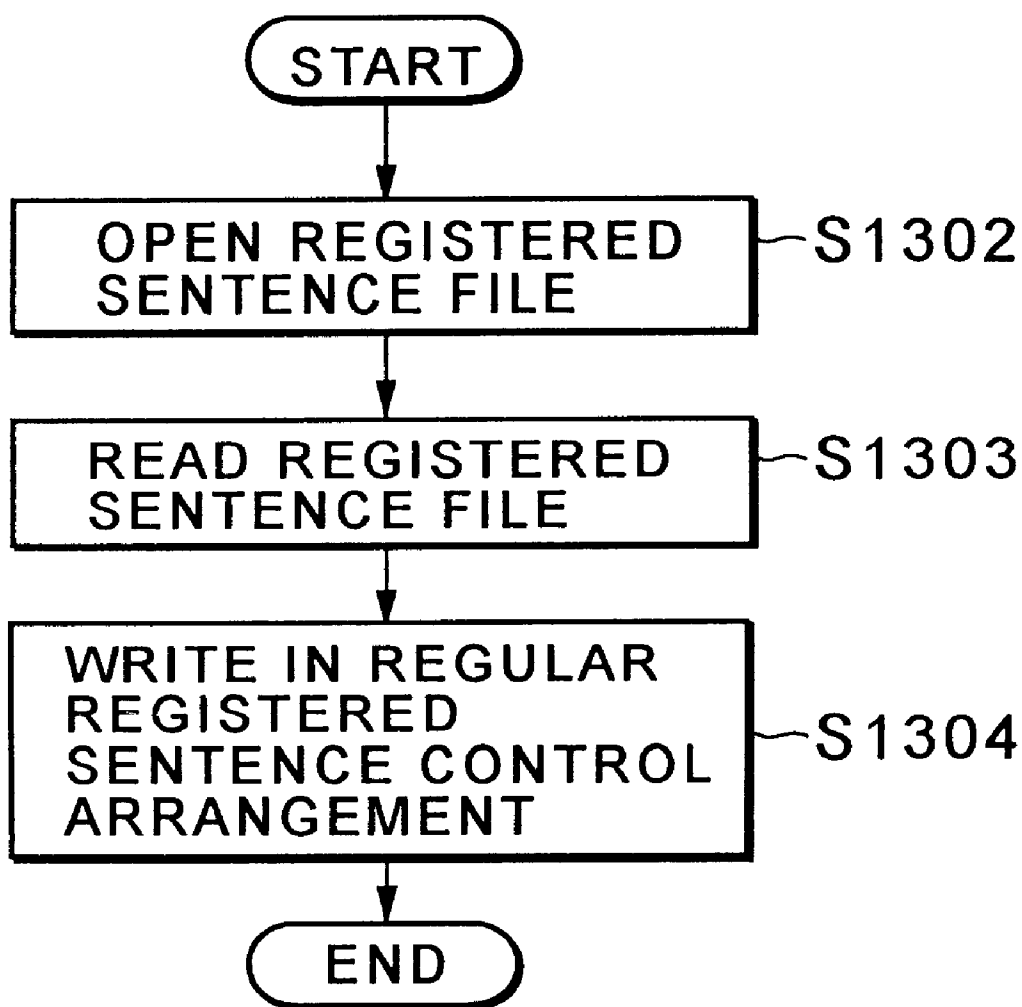 START
OPEN REGISTERED
SENTENCE FILE
S1302
READ REGISTERED
SENTENCE FILE
S1303
WRITE IN REGULAR
REGISTERED
SENTENCE CONTROL
ARRANGEMENT
S1304
END